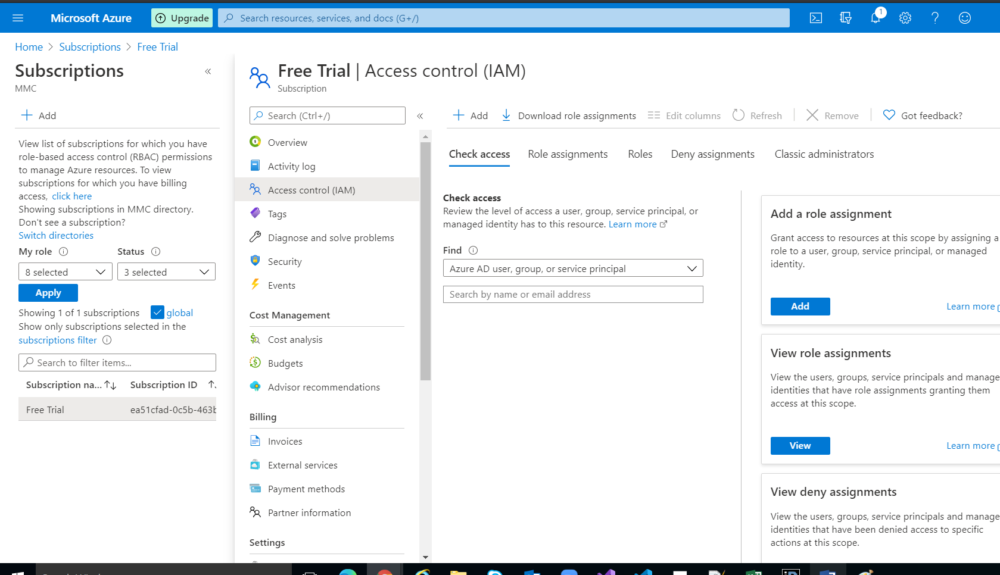 Microsoft Azure
Upgrade
Search resources, services, and docs (G+/)
1
Home > Subscriptions > Free Trial
Subscriptions
MMC
Add
View list of subscriptions for which you have
role-based access control (RBAC) permissions
to manage Azure resources. To view
subscriptions for which you have billing
access, click here
Showing subscriptions in MMC directory.
Don't see a subscription?
Switch directories
My role
Status
8 selected
3 selected
Apply
Showing 1 of 1 subscriptions
global
Show only subscriptions selected in the
subscriptions filter
Search to filter items...
Subscription na...
Subscription ID
Free Trial
ea51cfad-0c5b-463b
Free Trial | Access control (IAM)
Subscription
Search (Ctrl+/)
Overview
Activity log
Access control (IAM)
Tags
Diagnose and solve problems
Security
Events
Cost Management
Cost analysis
Budgets
Advisor recommendations
Billing
Invoices
External services
Payment methods
Partner information
Settings
Add
Download role assignments
Edit columns
Refresh
Remove
Got feedback?
Check access
Role assignments
Roles
Deny assignments
Classic administrators
Check access
Review the level of access a user, group, service principal, or
managed identity has to this resource. Learn more
Find
Azure AD user, group, or service principal
Search by name or email address
Add a role assignment
Grant access to resources at this scope by assigning a
role to a user, group, service principal, or managed
identity.
Add
Learn more
View role assignments
View the users, groups, service principals and manage
identities that have role assignments granting them
access at this scope.
View
Learn more
View deny assignments
View the users, groups, service principals and manage
identities that have been denied access to specific
actions at this scope.